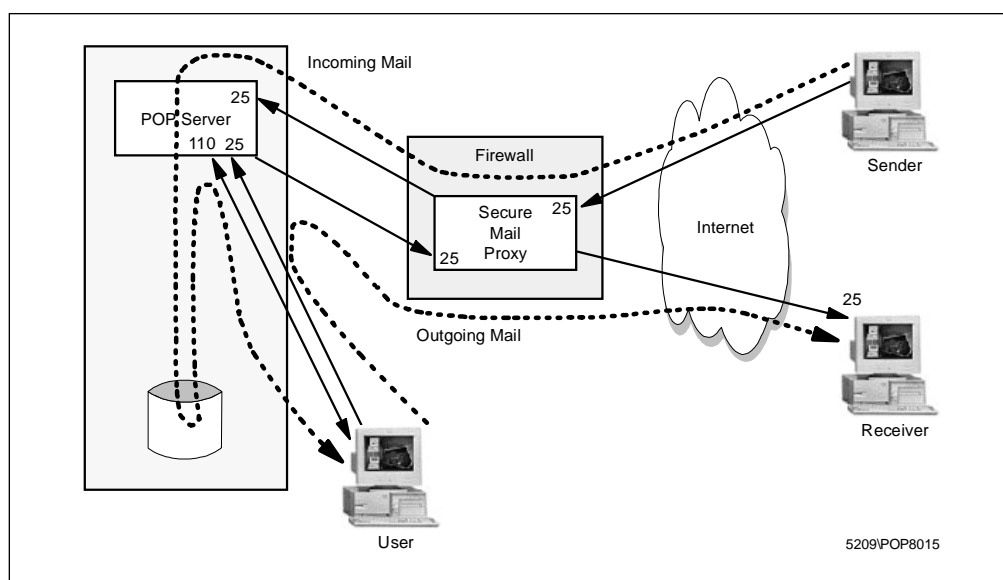 Incoming Mail
25
POP Server
110 25
Firewall
Secure
Mail
Proxy
25
25
Internet
Sender
Outgoing Mail
25
Receiver
User
5209\POP8015